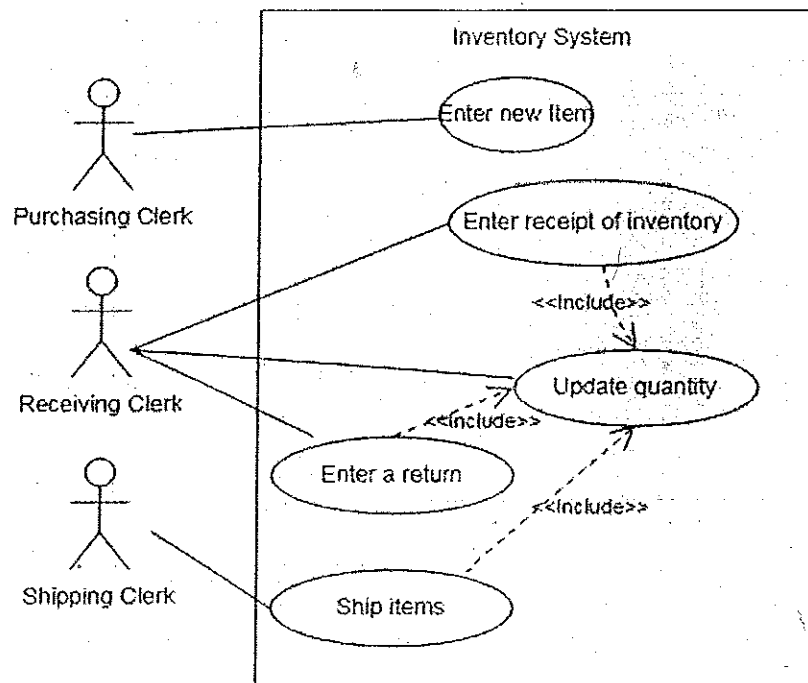 Inventory System
Enter new Item
Purchasing Clerk
Enter receipt of inventory
<<Include>>
Receiving Clerk
Update quantity
<<Include>>
Enter a return
<<Include>>
Shipping Clerk
Ship items